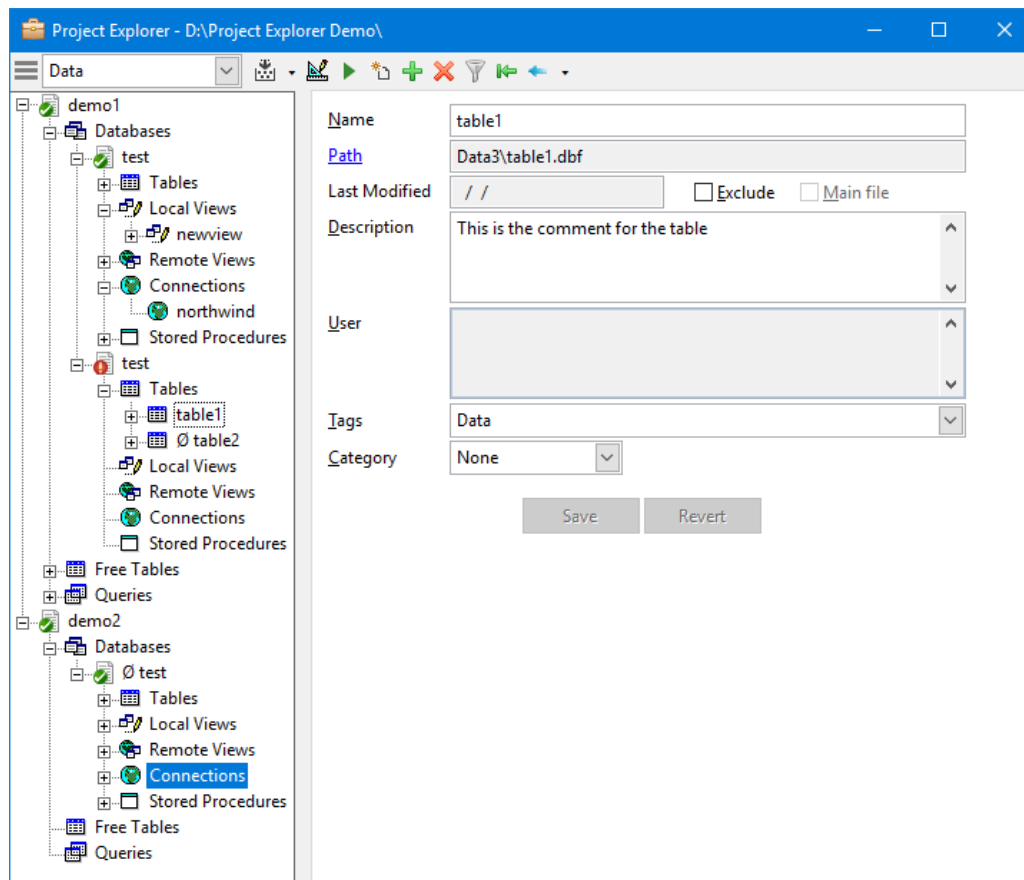 Project Explorer - D:\Project Explorer Demo\
Data
demo1
Databases
test
Tables
Local Views
newview
Remote Views
Connections
northwind
Stored Procedures
test
Tables
table1
Ø table2
Local Views
Remote Views
Connections
Stored Procedures
Free Tables
Queries
demo2
Databases
Ø test
Tables
Local Views
Remote Views
Connections
Stored Procedures
Free Tables
Queries
Name table1
Path Data3\table1.dbf
Last Modified / / Exclude Main file
Description This is the comment for the table
User
Tags Data
Category None
Save Revert